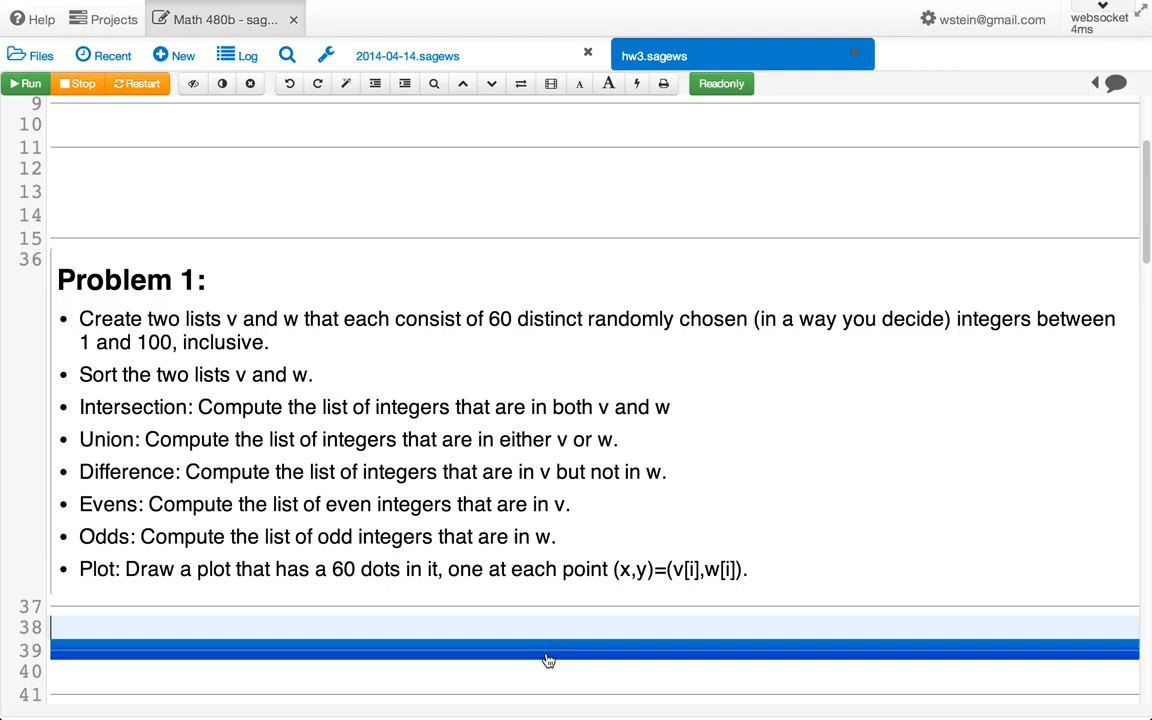 Help Projects Math 480b - sag... × wstein@gmail.com websocket 4ms
Files Recent New Log 2014-04-14.sagews hw3.sagews
Run Stop Restart A A Readonly
9
10
11
12
13
14
15
36
Problem 1:
• Create two lists v and w that each consist of 60 distinct randomly chosen (in a way you decide) integers between
1 and 100, inclusive.
• Sort the two lists v and w.
• Intersection: Compute the list of integers that are in both v and w
• Union: Compute the list of integers that are in either v or w.
• Difference: Compute the list of integers that are in v but not in w.
• Evens: Compute the list of even integers that are in v.
• Odds: Compute the list of odd integers that are in w.
• Plot: Draw a plot that has a 60 dots in it, one at each point (x,y)=(v[i],w[i]).
37
38
39
40
41